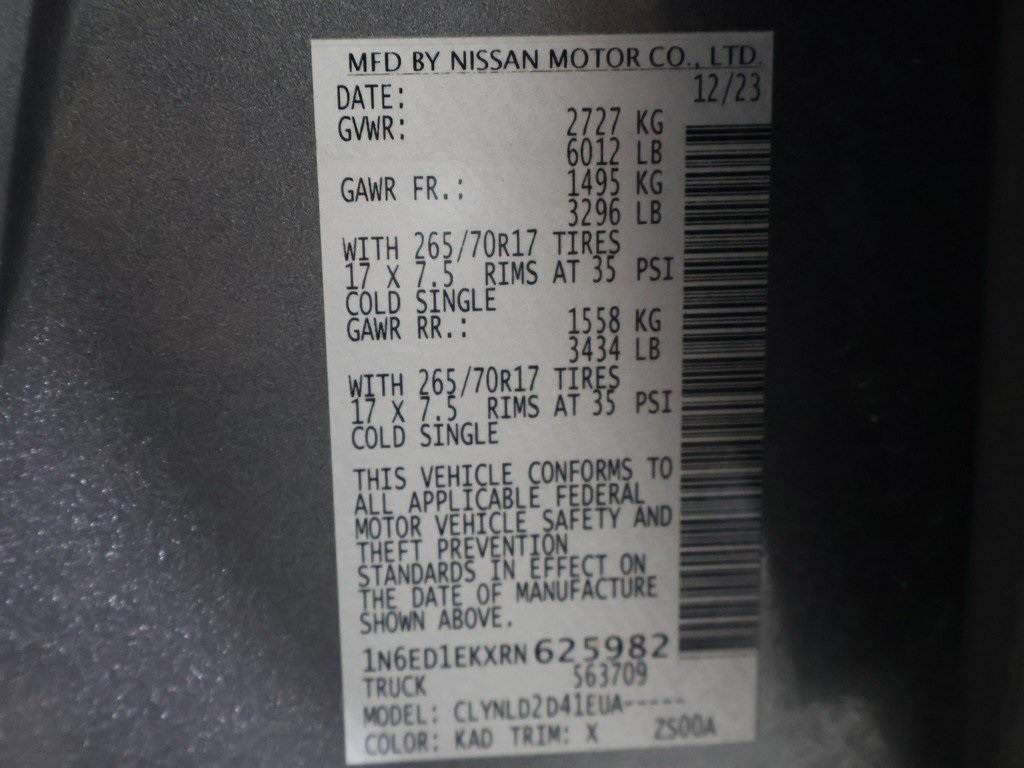 MFD BY NISSAN MOTOR CO., LTD.
DATE: 12/23
GVWR: 2727 KG
6012 LB
GAWR FR.: 1495 KG
3296 LB
WITH 265/70R17 TIRES
17 X 7.5 RIMS AT 35 PSI
COLD SINGLE
GAWR RR.: 1558 KG
3434 LB
WITH 265/70R17 TIRES
17 X 7.5 RIMS AT 35 PSI
COLD SINGLE
THIS VEHICLE CONFORMS TO
ALL APPLICABLE FEDERAL
MOTOR VEHICLE SAFETY AND
THEFT PREVENTION
STANDARDS IN EFFECT ON
THE DATE OF MANUFACTURE
SHOWN ABOVE.
1N6ED1EKXRN625982
TRUCK 563709
MODEL: CLYNLD2D41EUA-----
COLOR: KAD TRIM: X ZS00A